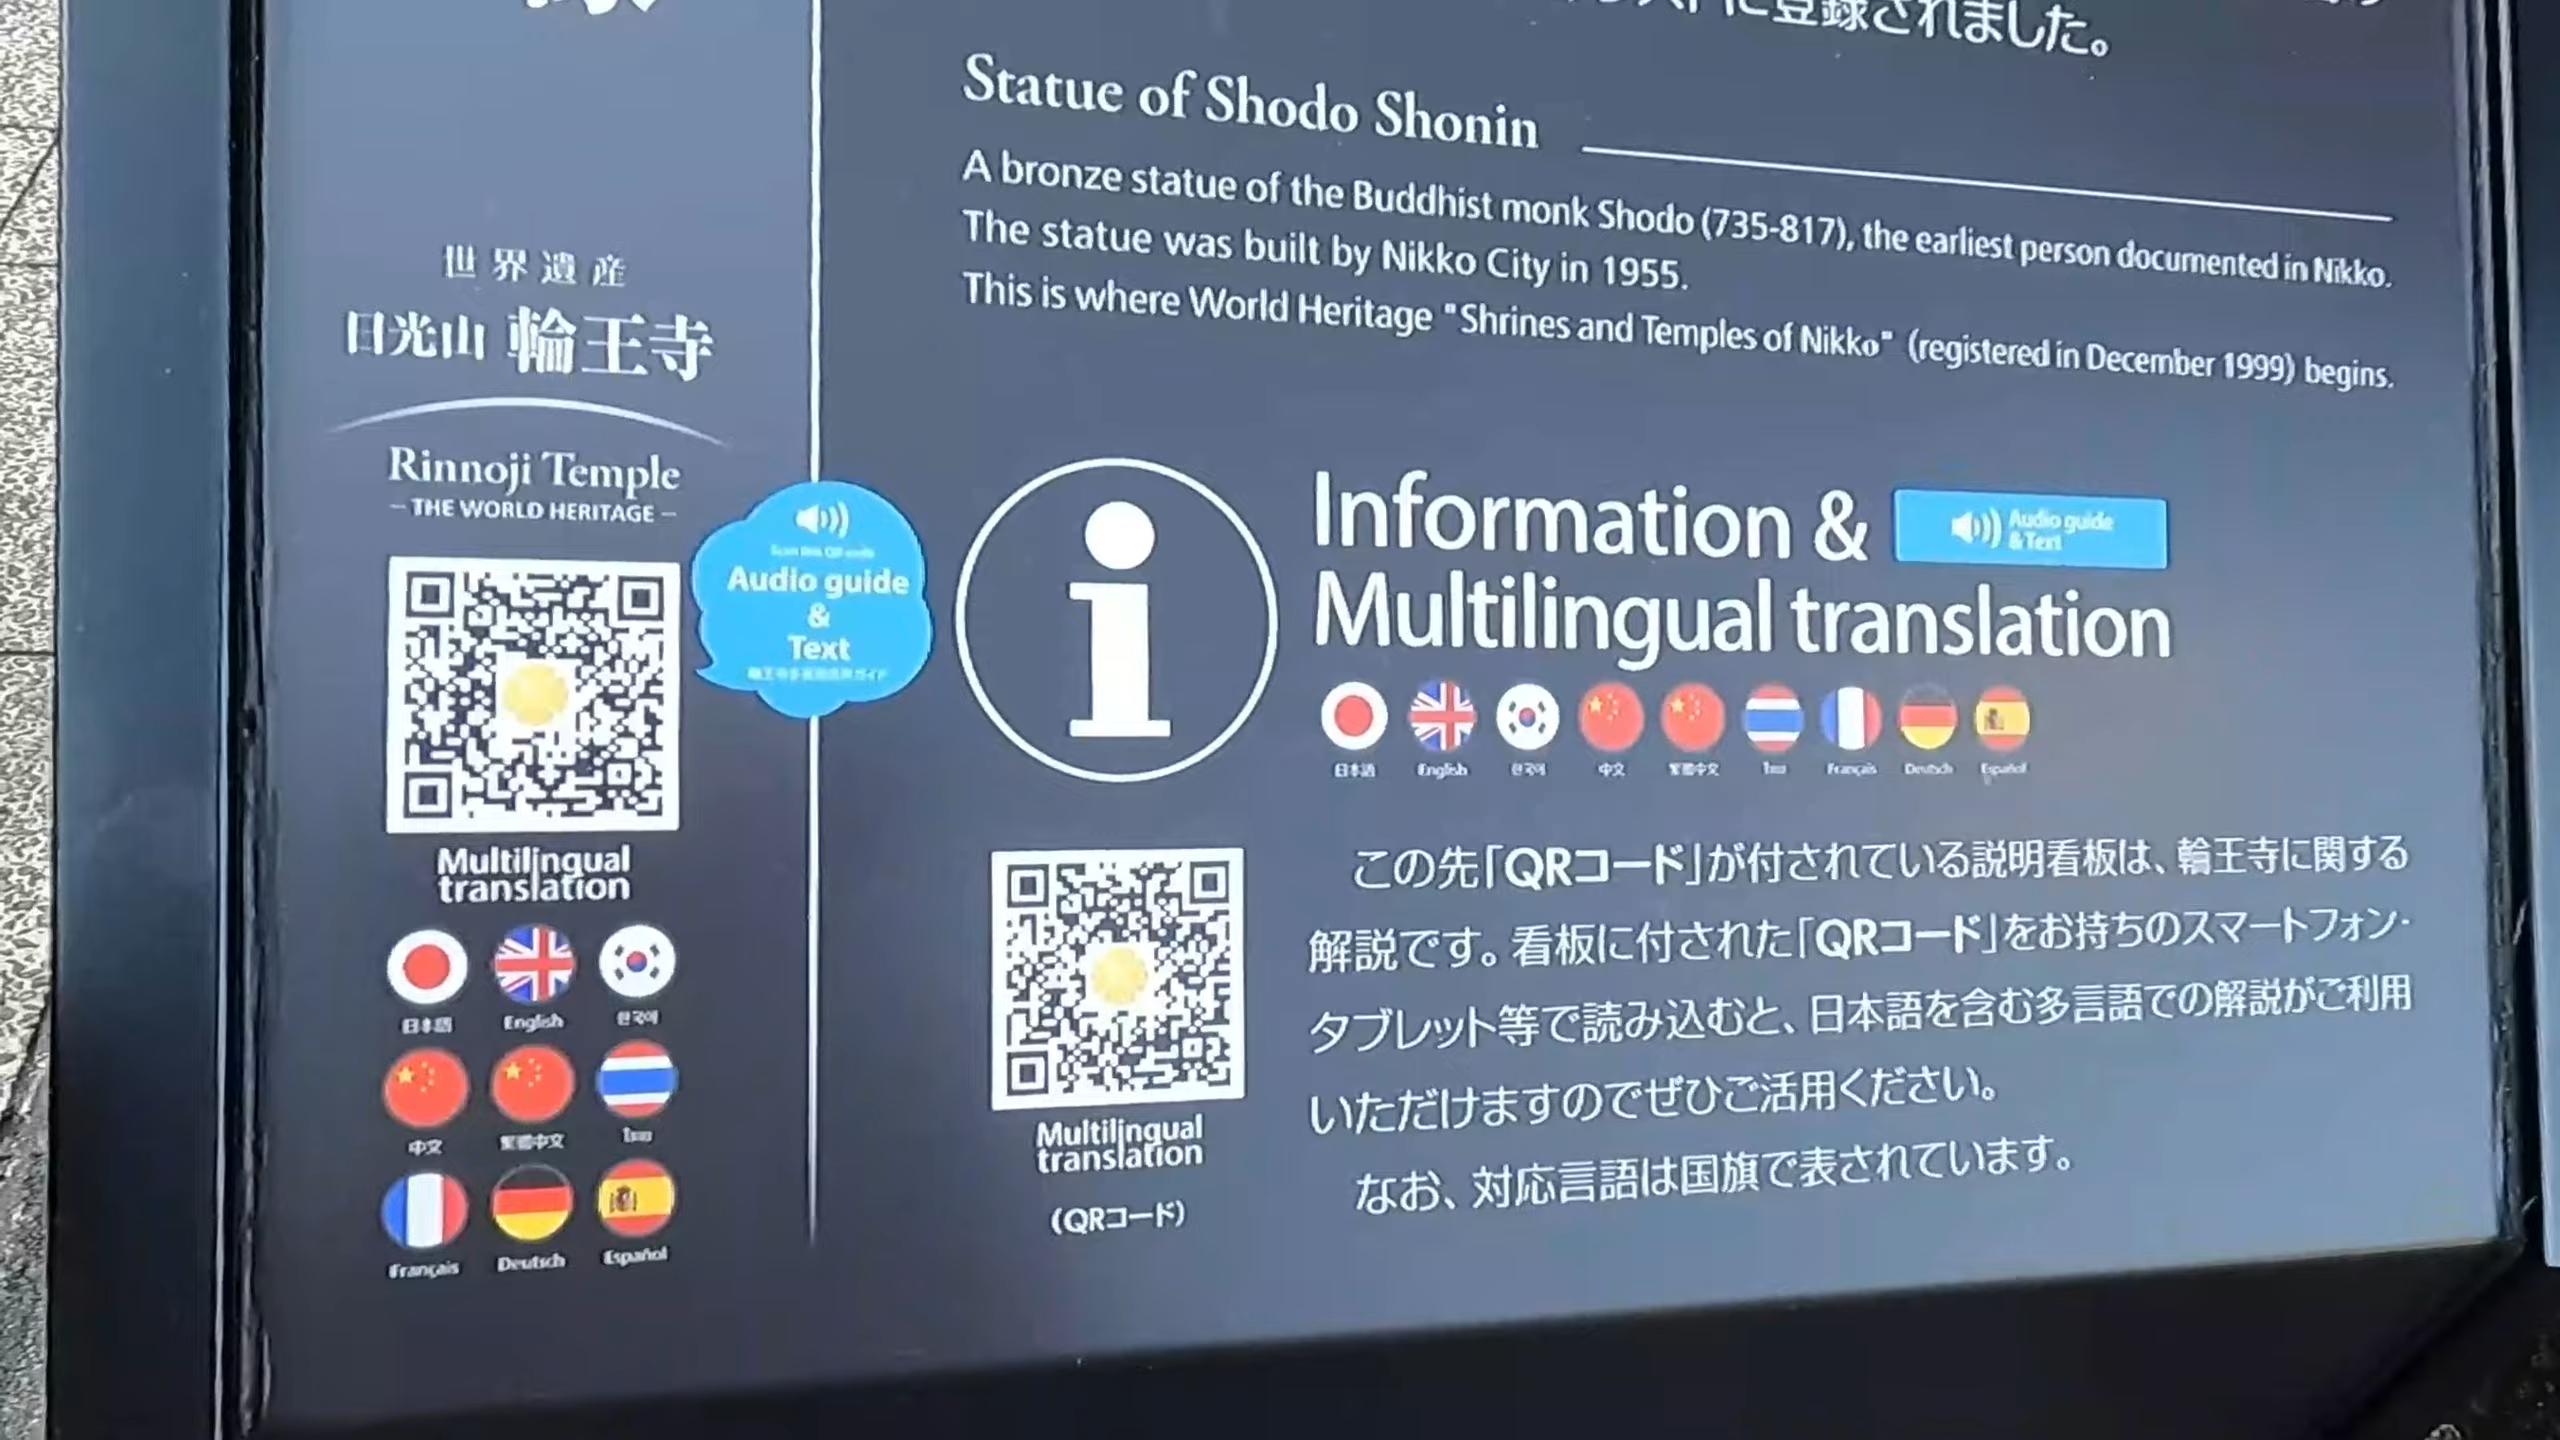 世界遺産
日光山 輪王寺
Rinnoji Temple
– THE WORLD HERITAGE –
Scan this QR code
Audio guide
&
Text
Multilingual
translation
日本語 English 한국어
中文 繁體中文 ไทย
Français Deutsch Español
に登録されました。
Statue of Shodo Shonin
A bronze statue of the Buddhist monk Shodo (735-817), the earliest person documented in Nikko.
The statue was built by Nikko City in 1955.
This is where World Heritage "Shrines and Temples of Nikko" (registered in December 1999) begins.
i
Information &
Audio guide
& Text
Multilingual translation
日本語 English 한국어 中文 繁體中文 ไทย Français Deutsch Español
Multilingual
translation
(QRコード)
この先「QRコード」が付されている説明看板は、輪王寺に関する
解説です。看板に付された「QRコード」をお持ちのスマートフォン・
タブレット等で読み込むと、日本語を含む多言語での解説がご利用
いただけますのでぜひご活用ください。
なお、対応言語は国旗で表されています。